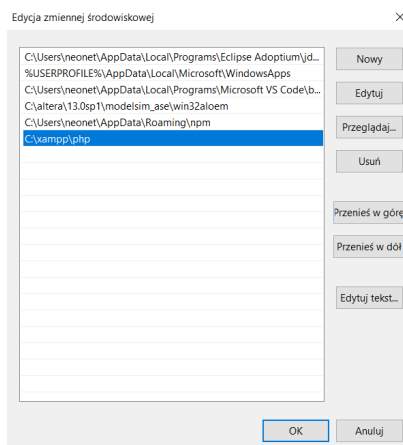 Edycja zmiennej środowiskowej
C:\Users\neonet\AppData\Local\Programs\Eclipse Adoptium\jd...
%USERPROFILE%\AppData\Local\Microsoft\WindowsApps
C:\Users\neonet\AppData\Local\Programs\Microsoft VS Code\b...
C:\altera\13.0sp1\modelsim_ase\win32aloem
C:\Users\neonet\AppData\Roaming\npm
C:\xampp\php
Nowy
Edytuj
Przeglądaj...
Usuń
Przenieś w górę
Przenieś w dół
Edytuj tekst...
OK
Anuluj